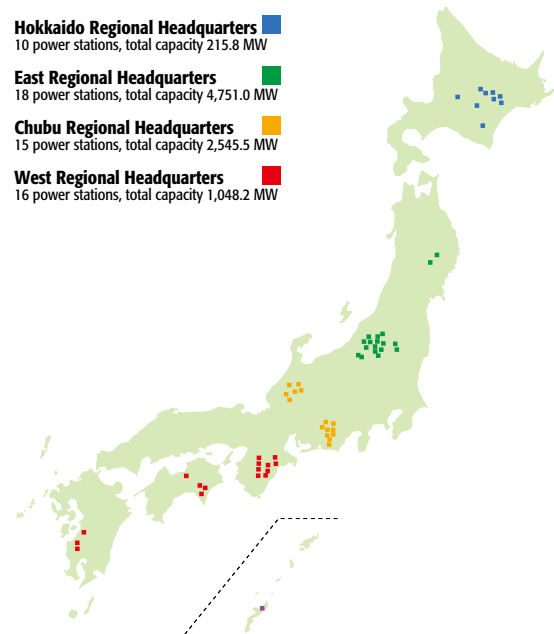 Hokkaido Regional Headquarters
10 power stations, total capacity 215.8 MW
East Regional Headquarters
18 power stations, total capacity 4,751.0 MW
Chubu Regional Headquarters
15 power stations, total capacity 2,545.5 MW
West Regional Headquarters
16 power stations, total capacity 1,048.2 MW